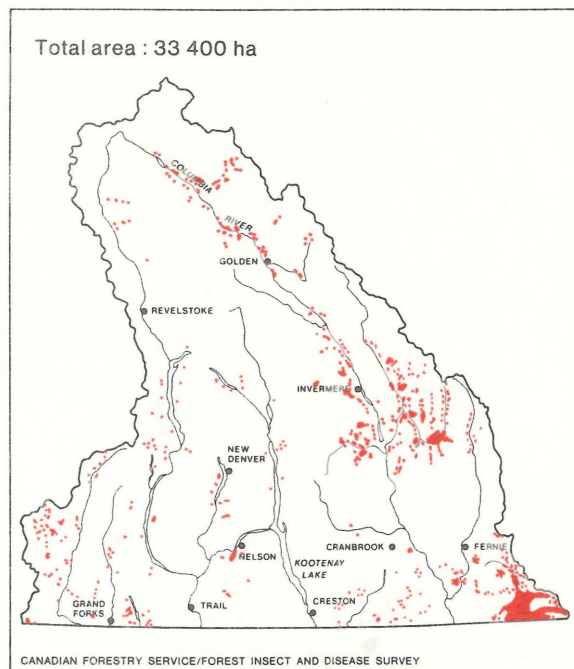 Total area : 33 400 ha
COLUMBIA
RIVER
GOLDEN
REVELSTOKE
INVERMERE
NEW
DENVER
NELSON
CRANBROOK
FERNIE
KOOTENAY
LAKE
GRAND
FORKS
TRAIL
CRESTON
CANADIAN FORESTRY SERVICE/FOREST INSECT AND DISEASE SURVEY